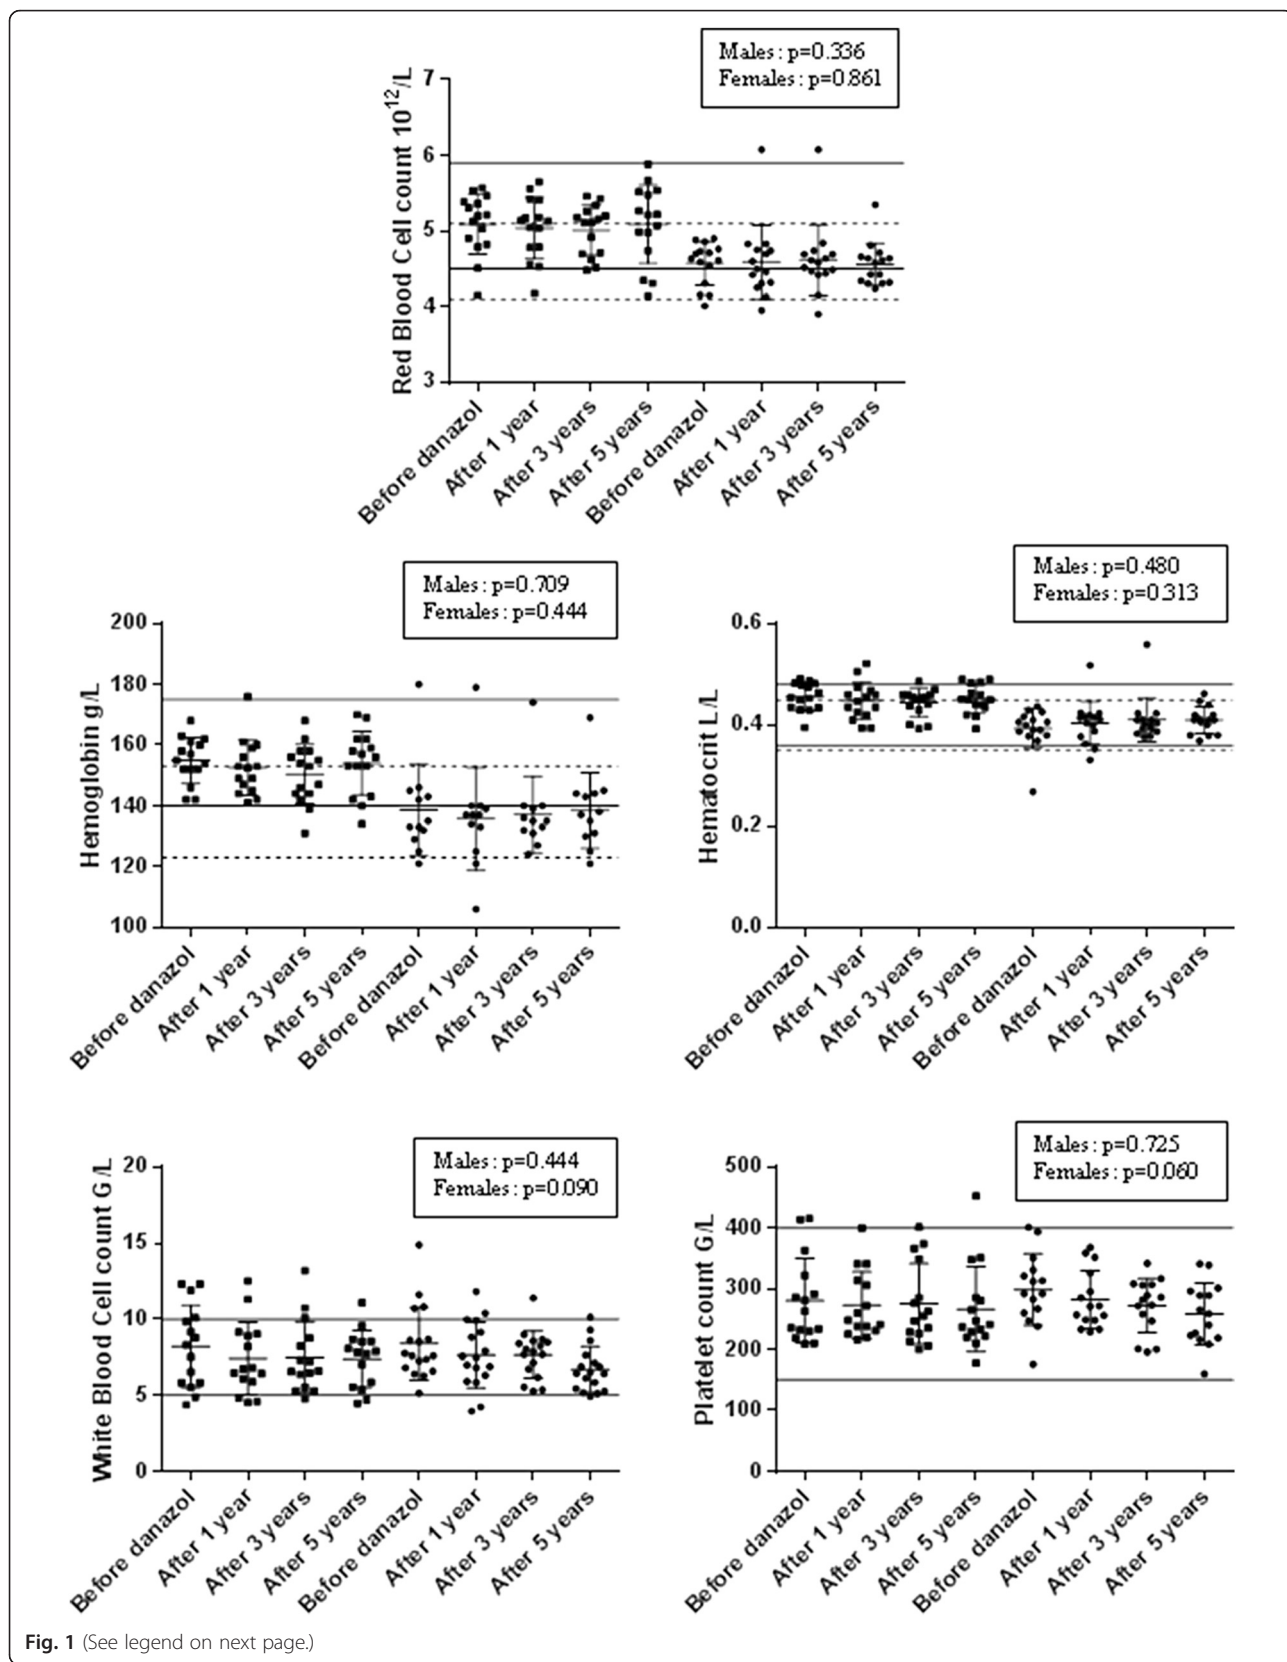 Males: p=0.336
Females: p=0.861
Red Blood Cell count 10^12/L
7
6
5
4
3
Before danazol
After 1 year
After 3 years
After 5 years
Before danazol
After 1 year
After 3 years
After 5 years
Males: p=0.709
Females: p=0.444
Hemoglobin g/L
200
180
160
140
120
100
Before danazol
After 1 year
After 3 years
After 5 years
Before danazol
After 1 year
After 3 years
After 5 years
Males: p=0.480
Females: p=0.313
Hematocrit L/L
0.6
0.4
0.2
0.0
Before danazol
After 1 year
After 3 years
After 5 years
Before danazol
After 1 year
After 3 years
After 5 years
Males: p=0.444
Females: p=0.090
White Blood Cell count G/L
20
15
10
5
0
Before danazol
After 1 year
After 3 years
After 5 years
Before danazol
After 1 year
After 3 years
After 5 years
Males: p=0.725
Females: p=0.060
Platelet count G/L
500
400
300
200
100
0
Before danazol
After 1 year
After 3 years
After 5 years
Before danazol
After 1 year
After 3 years
After 5 years
Fig. 1 (See legend on next page.)